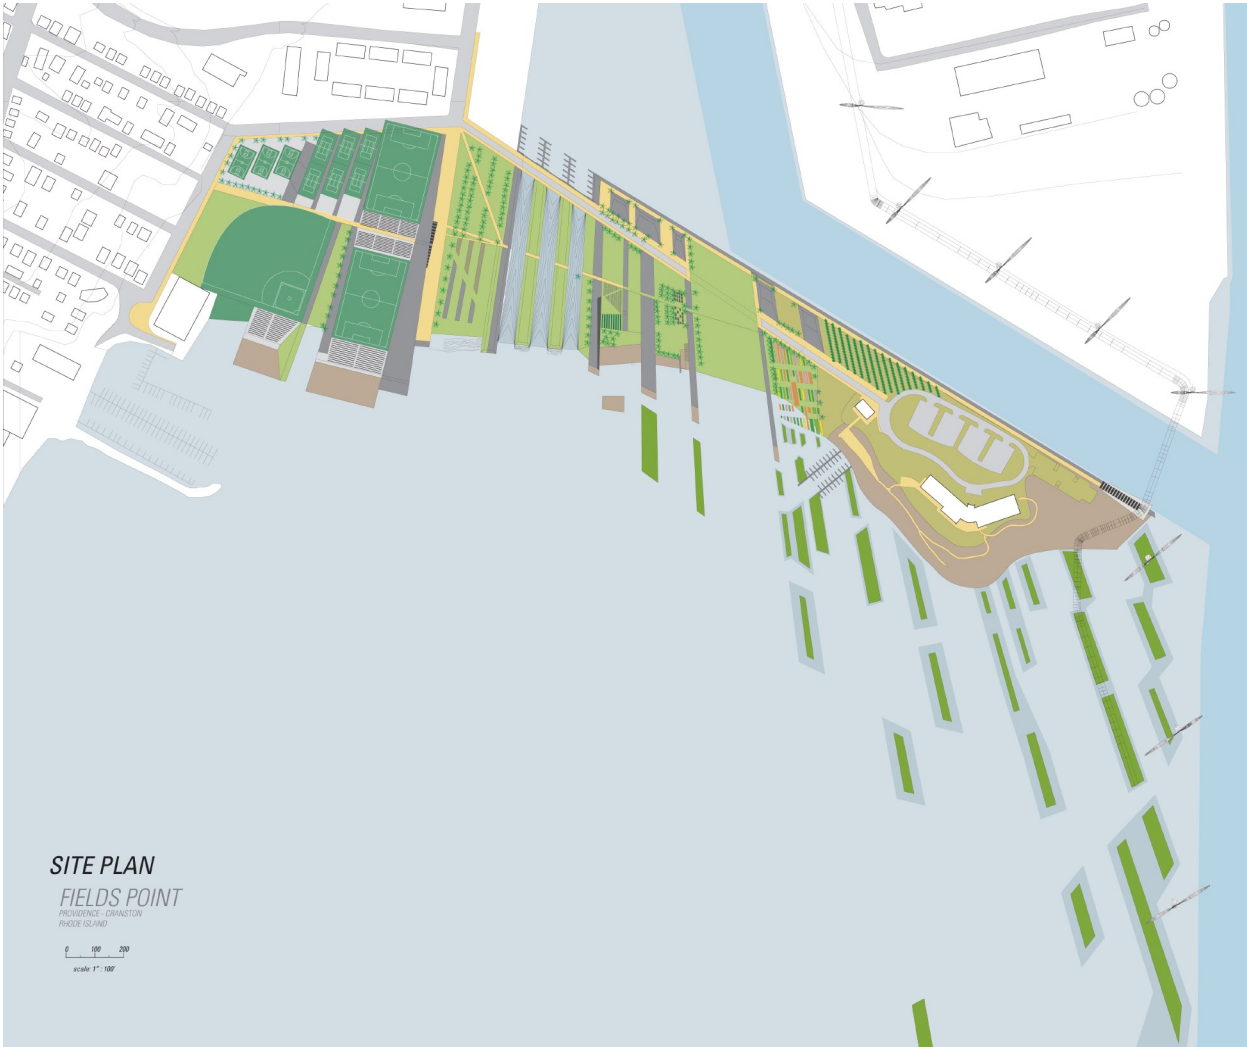 SITE PLAN
FIELDS POINT
PROVIDENCE - CRANSTON
RHODE ISLAND
0 100 200
scale: 1" : 100'